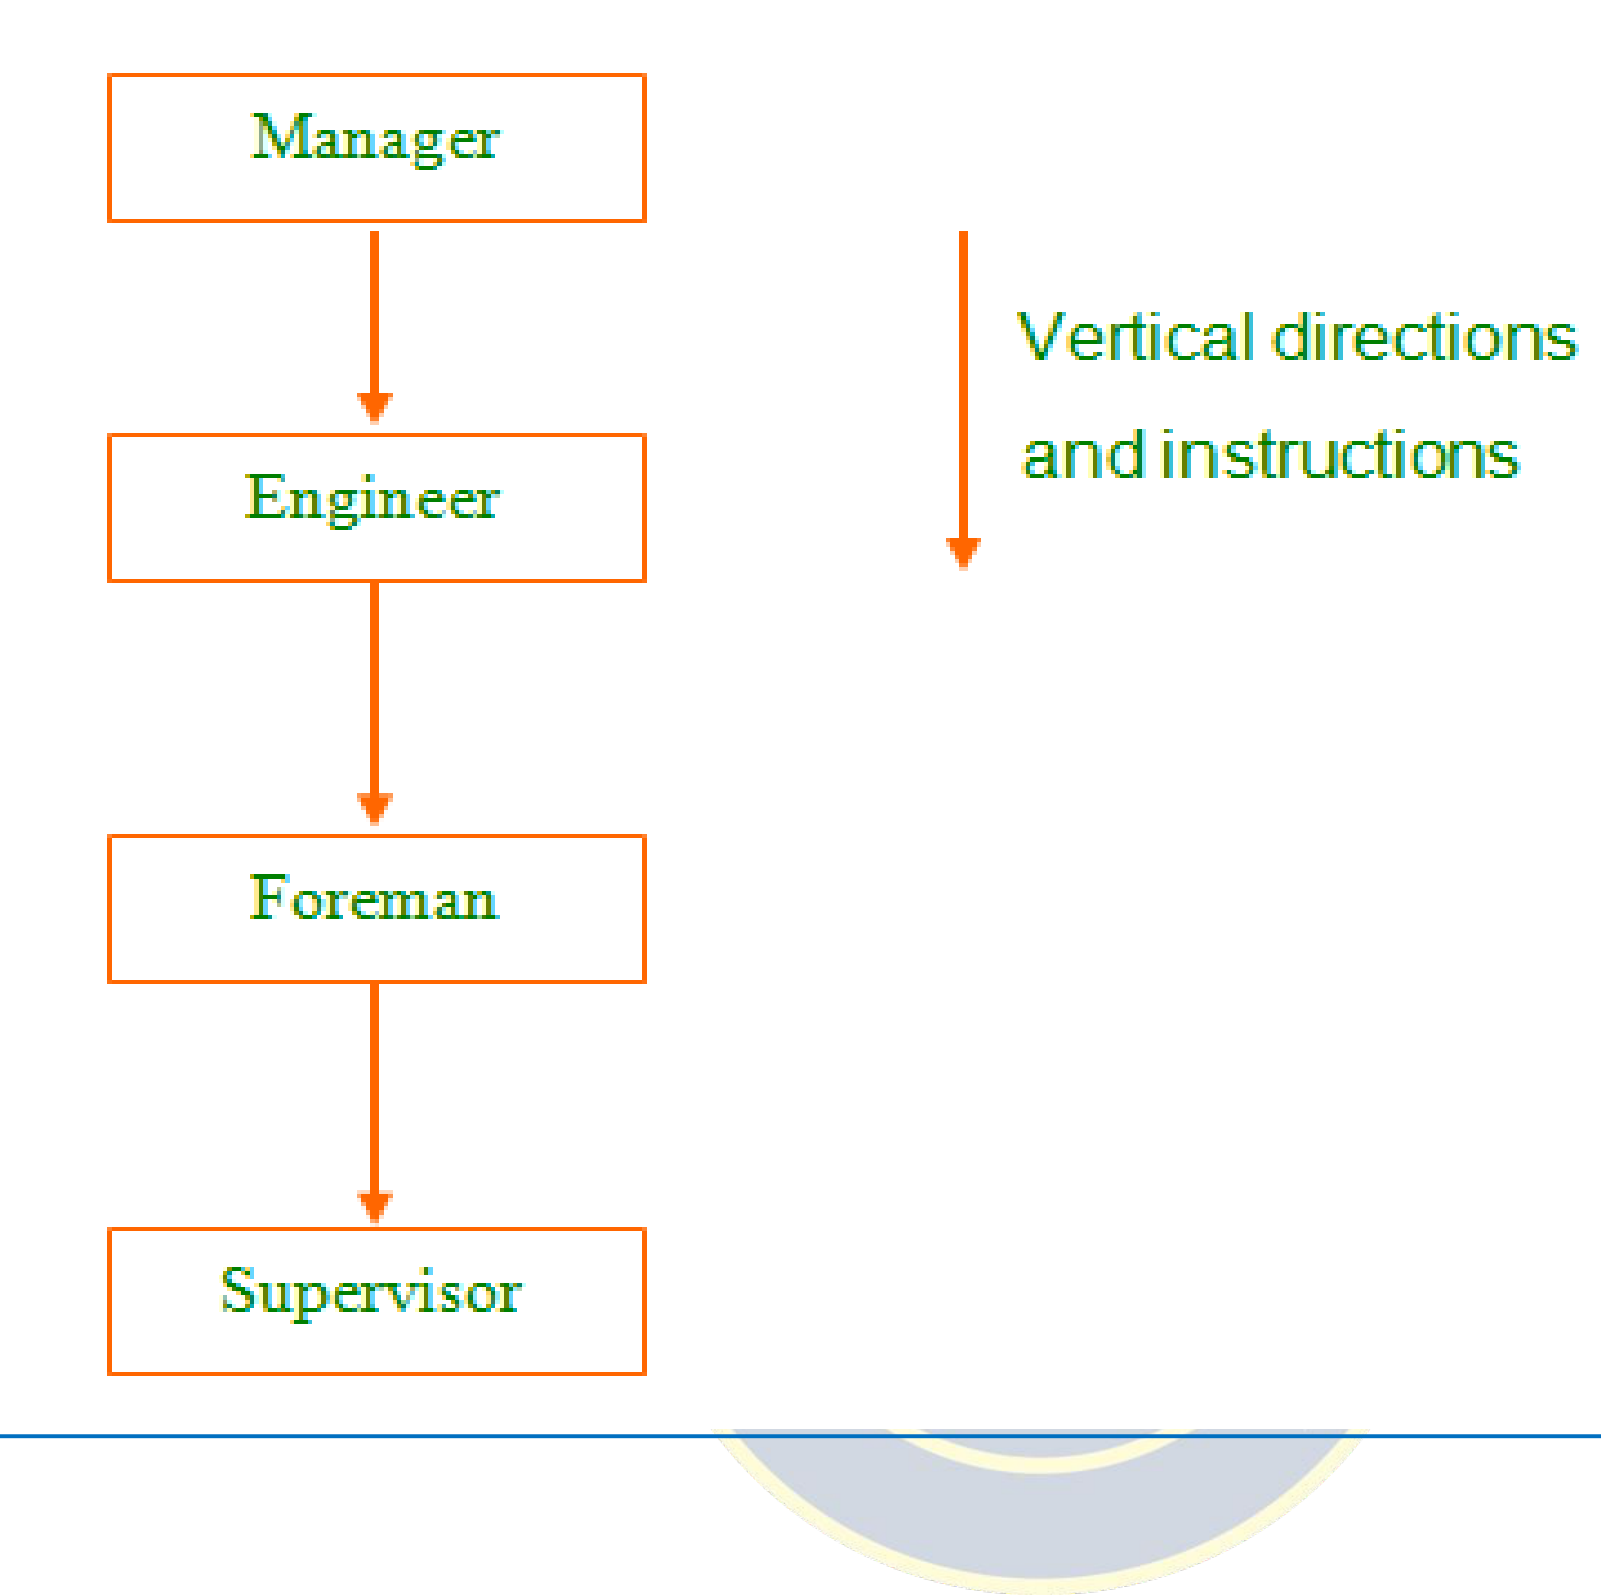 Manager
Vertical directions
and instructions
Engineer
Foreman
Supervisor